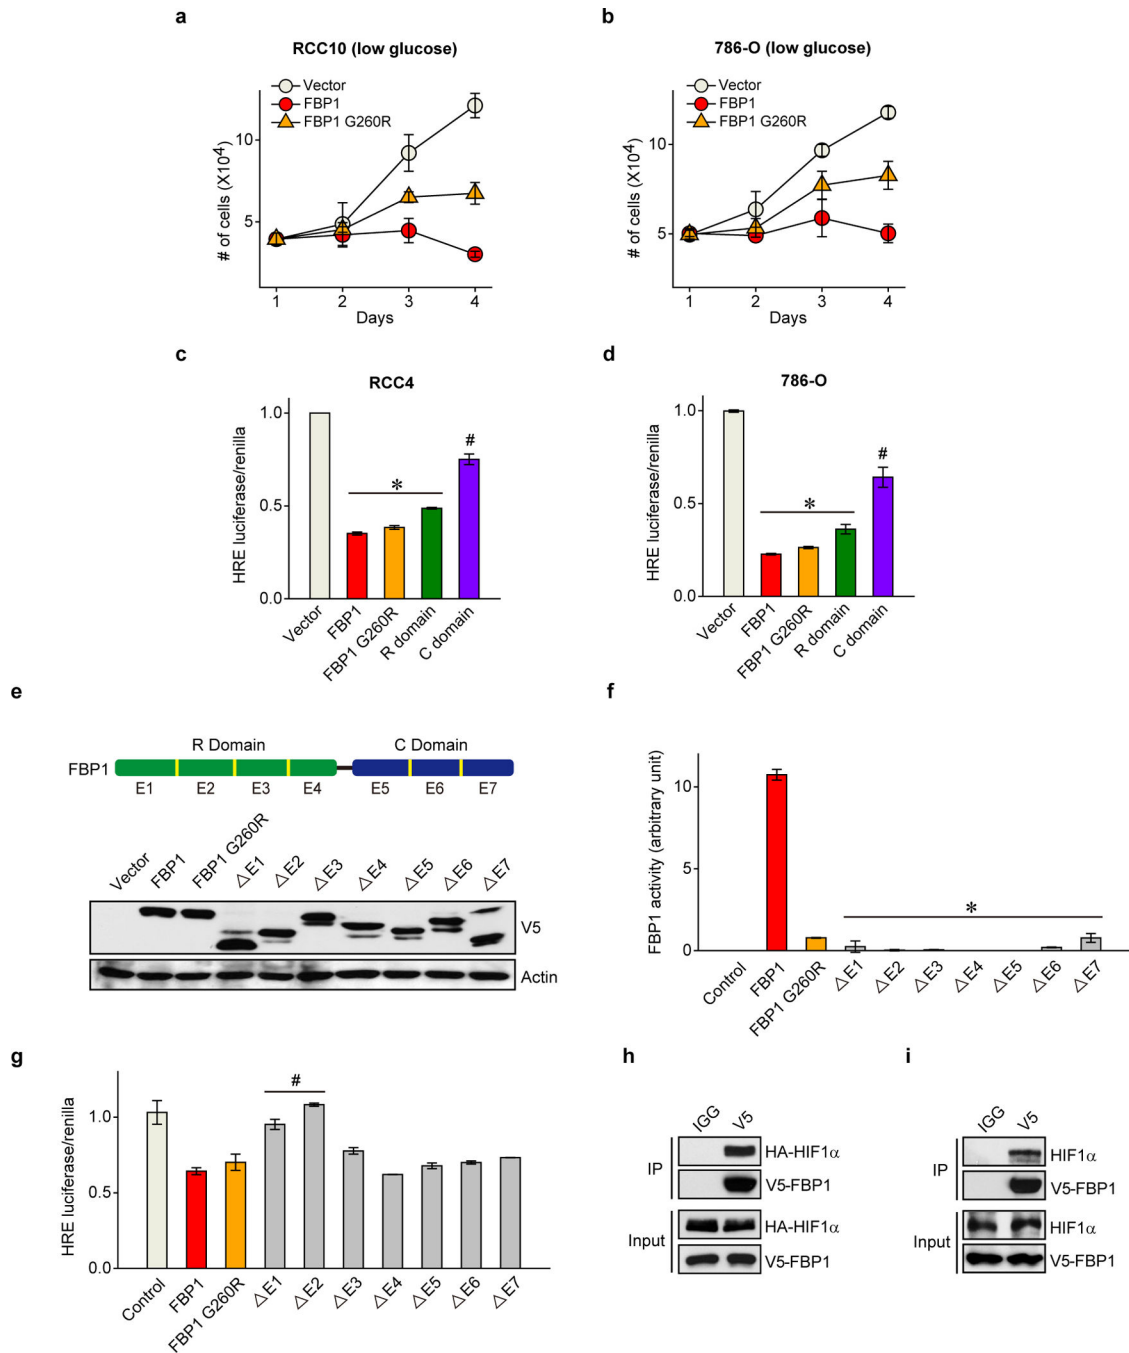 a
RCC10 (low glucose)
Vector
FBP1
FBP1 G260R
# of cells (X10⁴)
10
5
1 2 3 4
Days
b
786-O (low glucose)
Vector
FBP1
FBP1 G260R
# of cells (X10⁴)
10
5
1 2 3 4
Days
c
RCC4
HRE luciferase/renilla
1.0
0.5
0.0
*
#
Vector
FBP1
FBP1 G260R
R domain
C domain
d
786-O
HRE luciferase/renilla
1.0
0.5
0.0
*
#
Vector
FBP1
FBP1 G260R
R domain
C domain
e
R Domain C Domain
FBP1
E1 E2 E3 E4 E5 E6 E7
Vector
FBP1
FBP1 G260R
△E1
△E2
△E3
△E4
△E5
△E6
△E7
V5
Actin
f
FBP1 activity (arbitrary unit)
10
5
0
*
Control
FBP1
FBP1 G260R
△E1
△E2
△E3
△E4
△E5
△E6
△E7
g
HRE luciferase/renilla
1.0
0.5
0.0
#
Control
FBP1
FBP1 G260R
△E1
△E2
△E3
△E4
△E5
△E6
△E7
h
IGG V5
IP
HA-HIF1α
V5-FBP1
Input
HA-HIF1α
V5-FBP1
i
IGG V5
IP
HIF1α
V5-FBP1
Input
HIF1α
V5-FBP1